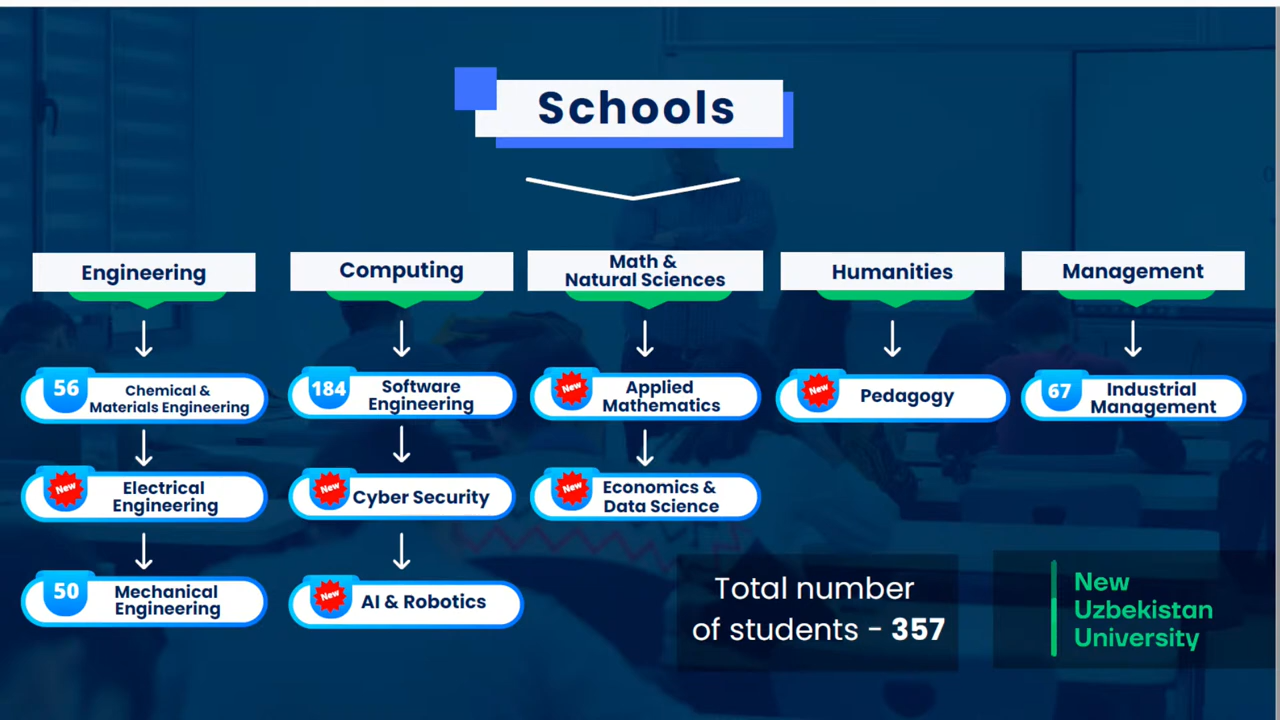 Schools
Engineering
56
Chemical &
Materials Engineering
New
Electrical
Engineering
50
Mechanical
Engineering
Computing
184
Software
Engineering
New
Cyber Security
New
AI & Robotics
Math &
Natural Sciences
New
Applied
Mathematics
New
Economics &
Data Science
Humanities
New
Pedagogy
Management
67
Industrial
Management
Total number
of students - 357
New
Uzbekistan
University